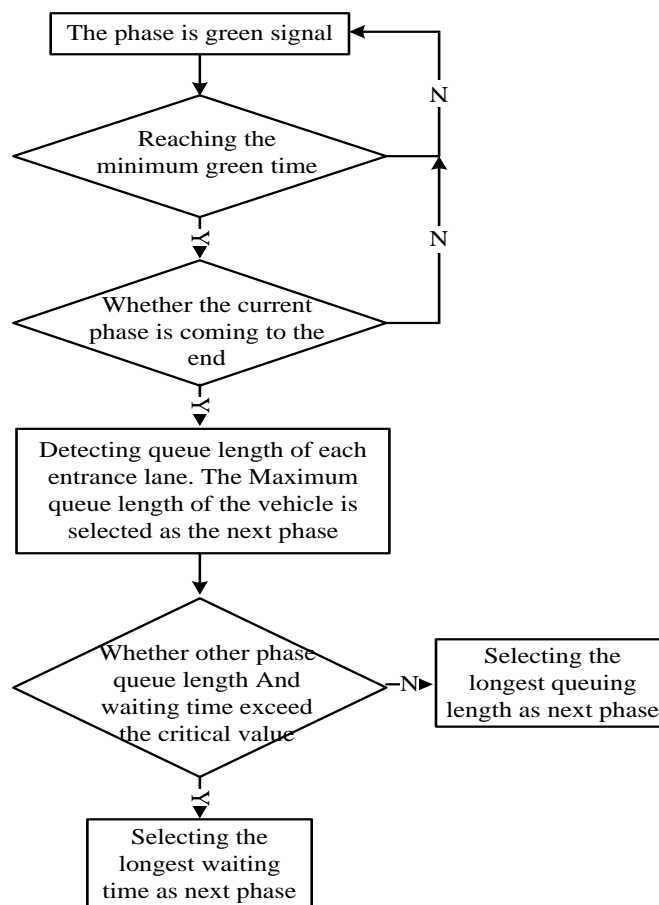 The phase is green signal
N
Reaching the
minimum green time
Y
N
Whether the current
phase is coming to the
end
Y
Detecting queue length of each
entrance lane. The Maximum
queue length of the vehicle is
selected as the next phase
Whether other phase
queue length And
waiting time exceed
the critical value
N
Selecting the
longest queuing
length as next phase
Y
Selecting the
longest waiting
time as next phase